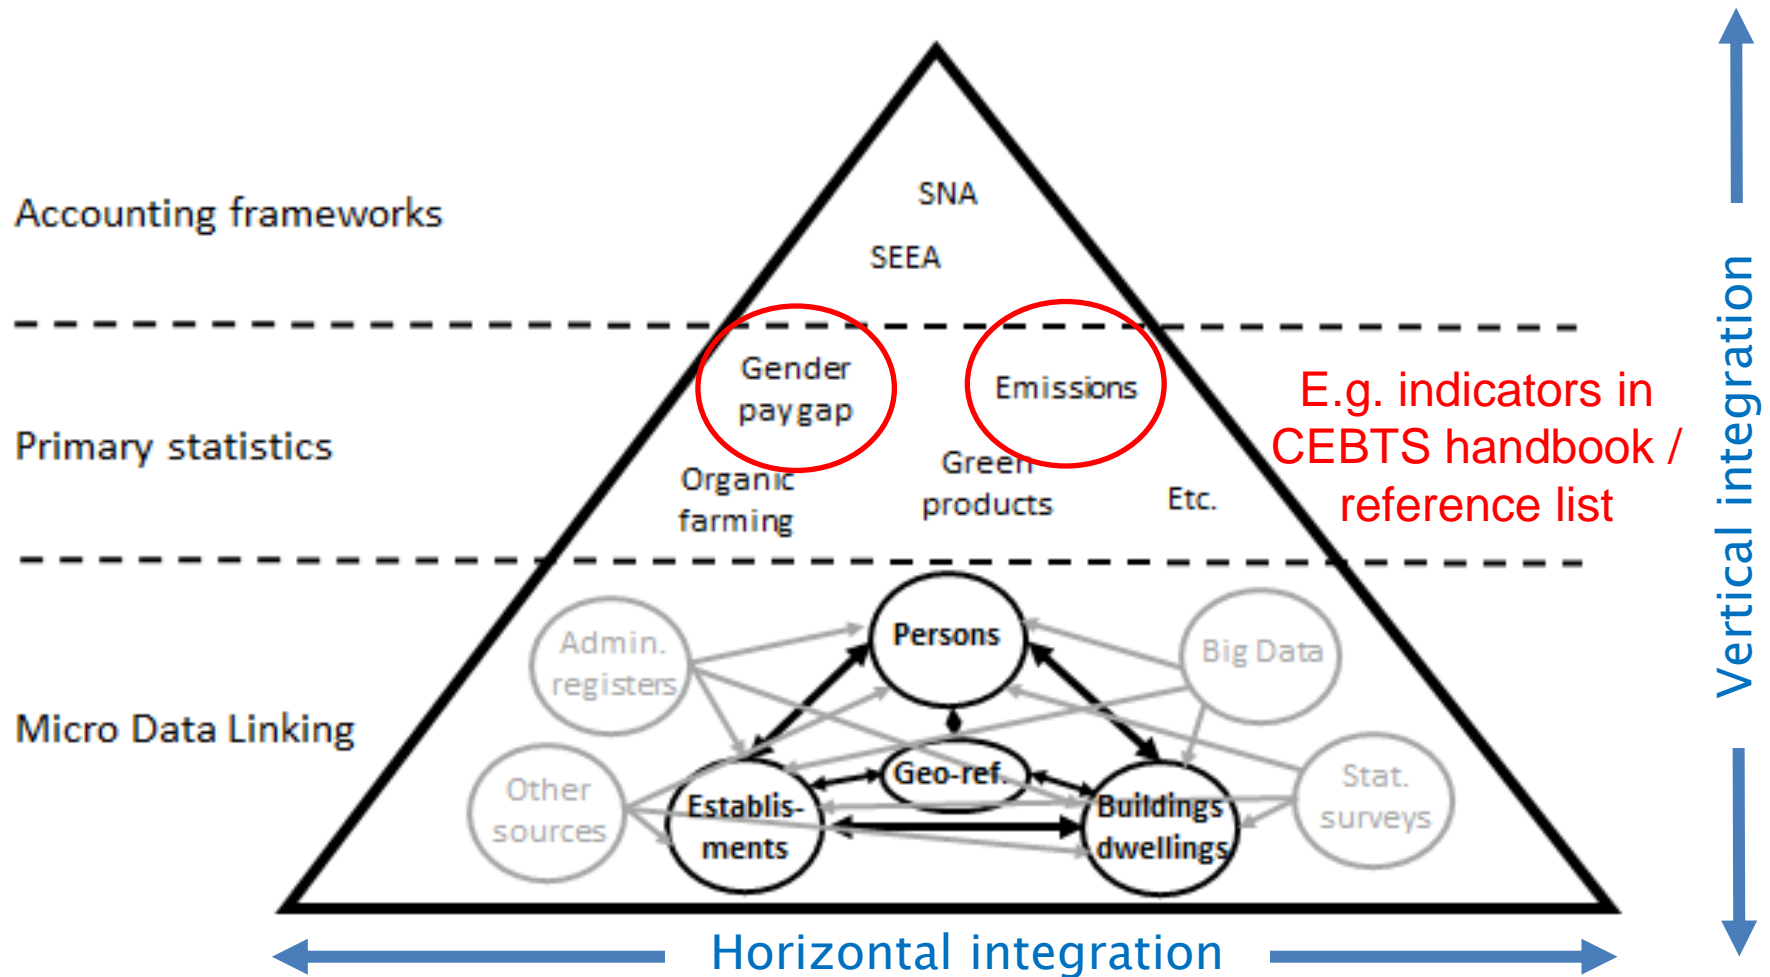 Accounting frameworks
SNA
SEEA
Primary statistics
Gender
paygap
Emissions
Organic
farming
Green
products
Etc.
E.g. indicators in
CEBTS handbook /
reference list
Micro Data Linking
Admin.
registers
Persons
Big Data
Other
sources
Establis-
ments
Geo-ref.
Buildings
dwellings
Stat.
surveys
Horizontal integration
Vertical integration